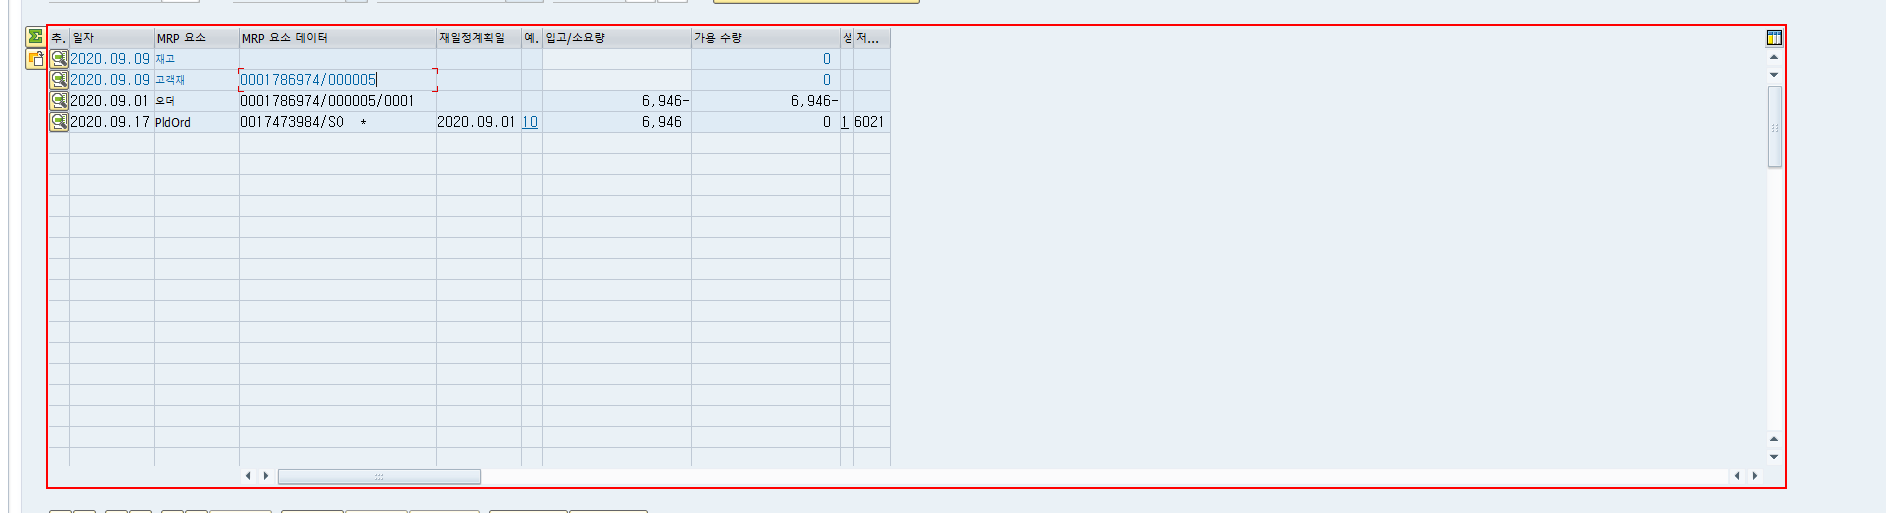 추. 일자 MRP 요소 MRP 요소 데이터 재일정계획일 예. 입고/소요량 가용 수량 생 저...
2020.09.09 재고 0
2020.09.09 고객재 0001786974/000005 0
2020.09.01 오더 0001786974/000005/0001 6,946- 6,946-
2020.09.17 PldOrd 0017473984/SO * 2020.09.01 10 6,946 0 1 6021